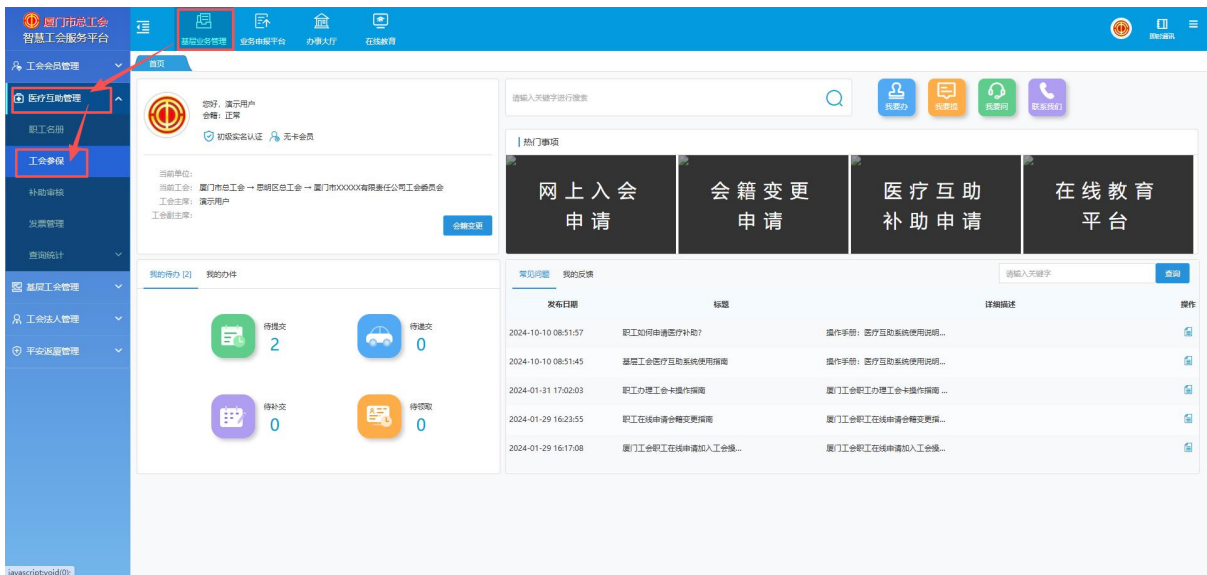 厦门市总工会
智慧工会服务平台
基层业务管理
业务申报平台
办事大厅
在线教育
即时通讯
工会会员管理
医疗互助管理
职工名册
工会参保
补助审核
发票管理
查询统计
基层工会管理
工会法人管理
平安返厦管理
首页
您好，演示用户
会籍：正常
初级实名认证 无卡会员
当前单位：
当前工会：厦门市总工会 → 思明区总工会 → 厦门市XXXXX有限责任公司工会委员会
工会主席：演示用户
工会副主席：
会籍变更
请输入关键字进行搜索
我要办
我要问
联系我们
热门事项
网上入会
申请
会籍变更
申请
医疗互助
补助申请
在线教育
平台
我的待办 [2] 我的办件
待提交
2
待递交
0
待补交
0
待领取
0
常见问题 我的反馈
请输入关键字
查询
发布日期 标题 详细描述 操作
2024-10-10 08:51:57 职工如何申请医疗补助? 操作手册：医疗互助系统使用说明...
2024-10-10 08:51:45 基层工会医疗互助系统使用指南 操作手册：医疗互助系统使用说明...
2024-01-31 17:02:03 职工办理工会卡操作指南 厦门工会职工办理工会卡操作指南 ...
2024-01-29 16:23:55 职工在线申请会籍变更指南 厦门工会职工在线申请会籍变更指...
2024-01-29 16:17:08 厦门工会职工在线申请加入工会操... 厦门工会职工在线申请加入工会操...
javascript:void(0);